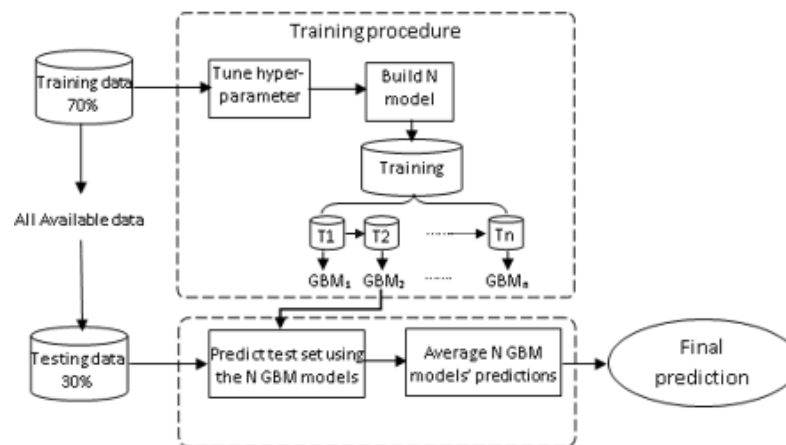 Training procedure
Training data
70%
Tune hyper-
parameter
Build N
model
Training
All Available data
T1
T2
......
Tn
GBM₁
GBM₂
......
GBMₙ
Testing data
30%
Predict test set using
the N GBM models
Average N GBM
models' predictions
Final
prediction